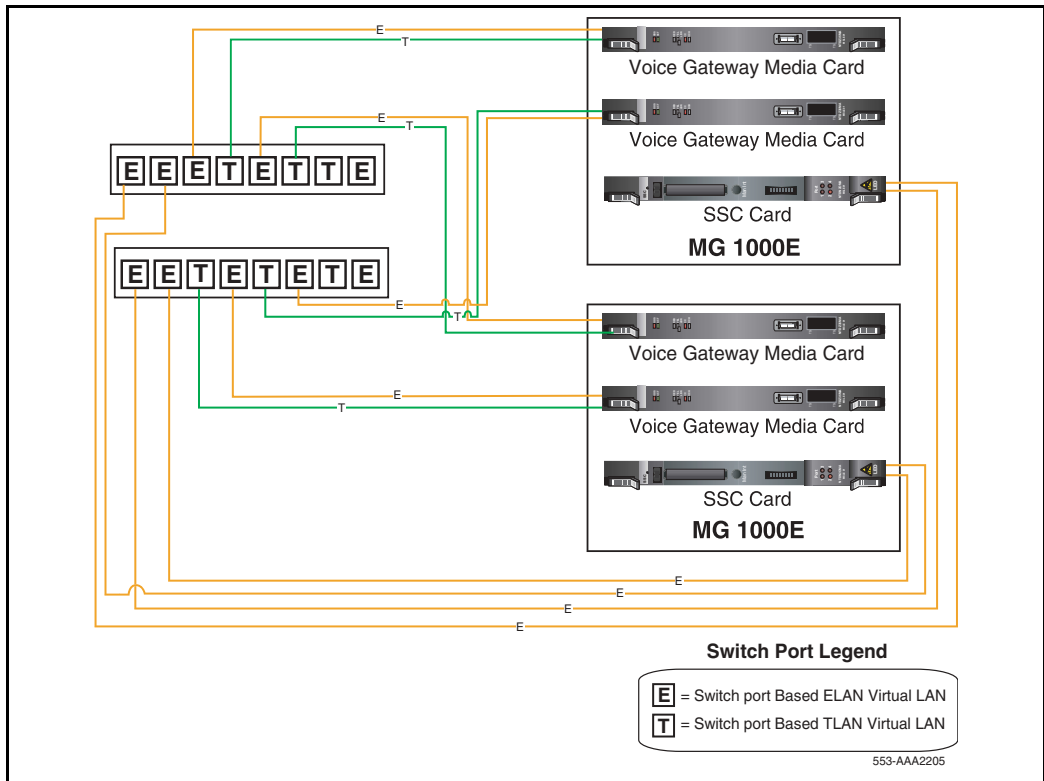 E
T
Voice Gateway Media Card
E
T
Voice Gateway Media Card
E E E T E T T E
SSC Card
MG 1000E
E E T E T E T E
E
T
Voice Gateway Media Card
E
T
Voice Gateway Media Card
SSC Card
MG 1000E
E
E
E
E
Switch Port Legend
E = Switch port Based ELAN Virtual LAN
T = Switch port Based TLAN Virtual LAN
553-AAA2205